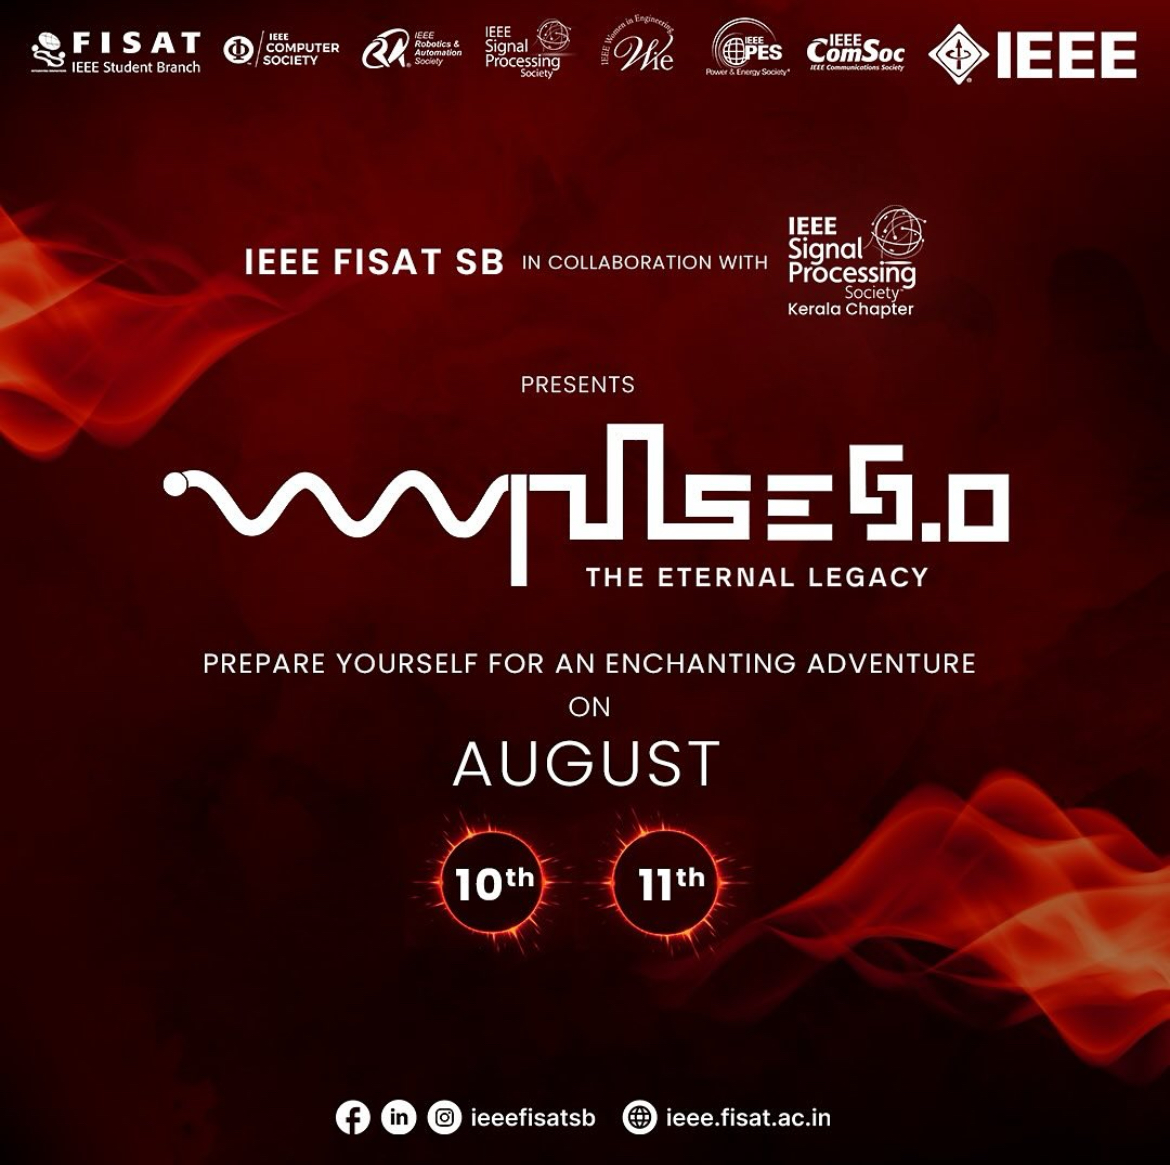 FISAT
IEEE Student Branch
IEEE
COMPUTER
SOCIETY
IEEE
Robotics &
Automation
Society
IEEE
Signal
Processing
Society
IEEE Women in Engineering
Wie
IEEE
PES
Power & Energy Society®
IEEE
ComSoc
IEEE Communications Society
IEEE
IEEE FISAT SB IN COLLABORATION WITH
IEEE
Signal
Processing
Society
Kerala Chapter
PRESENTS
impulse 5.0
THE ETERNAL LEGACY
PREPARE YOURSELF FOR AN ENCHANTING ADVENTURE
ON
AUGUST
10th 11th
ieeefisatsb ieee.fisat.ac.in